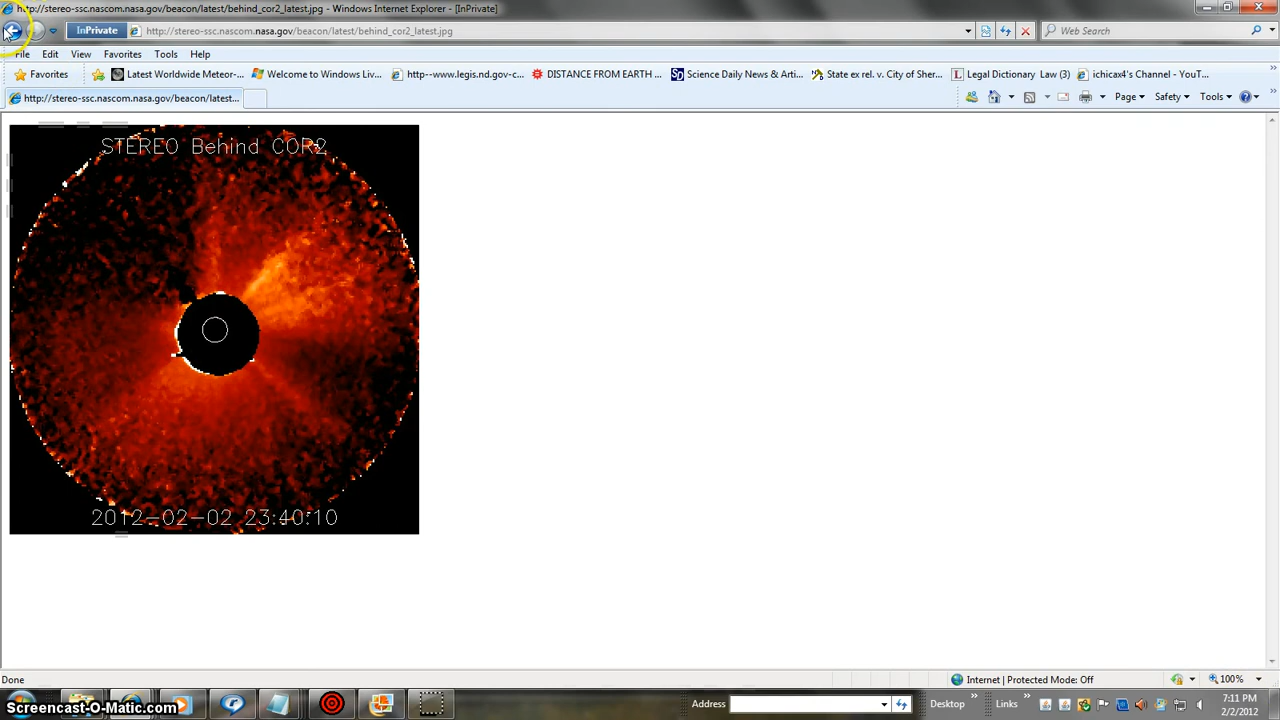 http://stereo-ssc.nascom.nasa.gov/beacon/latest/behind_cor2_latest.jpg - Windows Internet Explorer - [InPrivate]
InPrivate http://stereo-ssc.nascom.nasa.gov/beacon/latest/behind_cor2_latest.jpg Web Search
File Edit View Favorites Tools Help
Favorites Latest Worldwide Meteor-... Welcome to Windows Liv... http--www.legis.nd.gov-c... DISTANCE FROM EARTH ... Science Daily News & Arti... State ex rel. v. City of Sher... Legal Dictionary Law (3) ichicax4's Channel - YouT...
http://stereo-ssc.nascom.nasa.gov/beacon/latest... Page Safety Tools
STEREO Behind COR2
2012-02-02 23:40:10
Done Internet | Protected Mode: Off 100%
Screencast-O-Matic.com Address Desktop Links 7:11 PM
2/2/2012